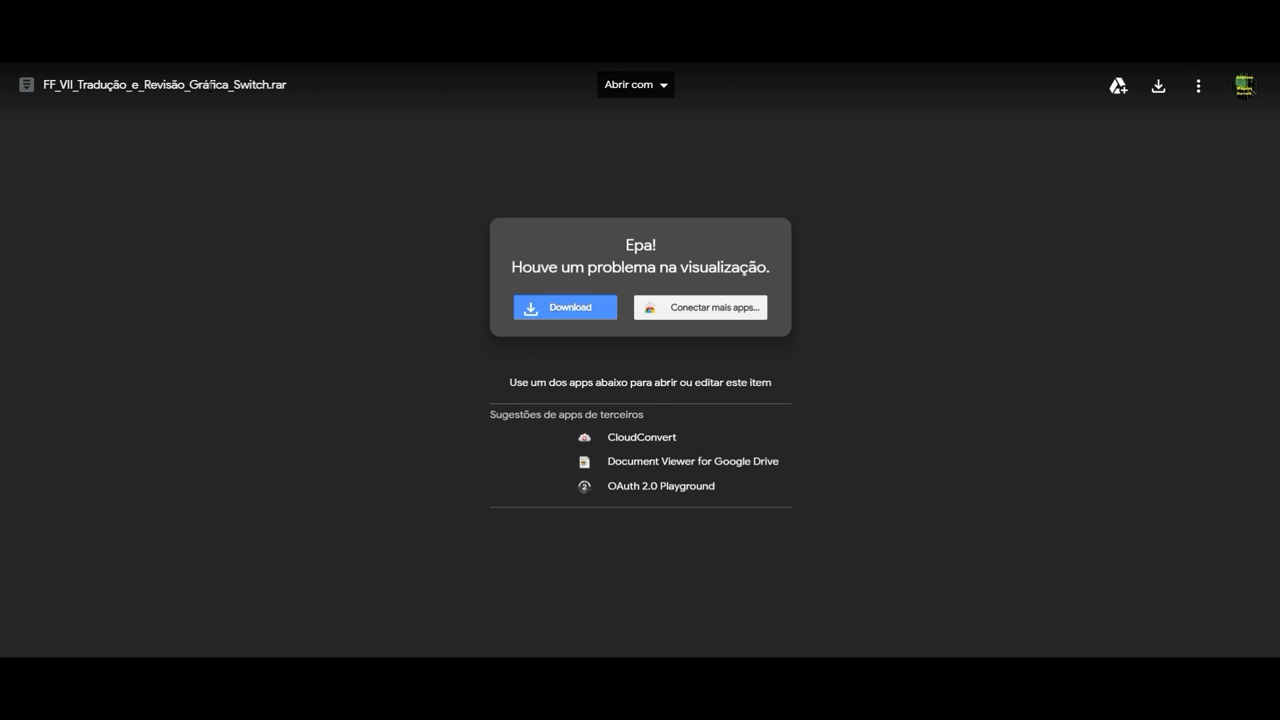 FF_VII_Tradução_e_Revisão_Gráfica_Switch.rar
Abrir com
Epa!
Houve um problema na visualização.
Download
Conectar mais apps...
Use um dos apps abaixo para abrir ou editar este item
Sugestões de apps de terceiros
CloudConvert
Document Viewer for Google Drive
OAuth 2.0 Playground